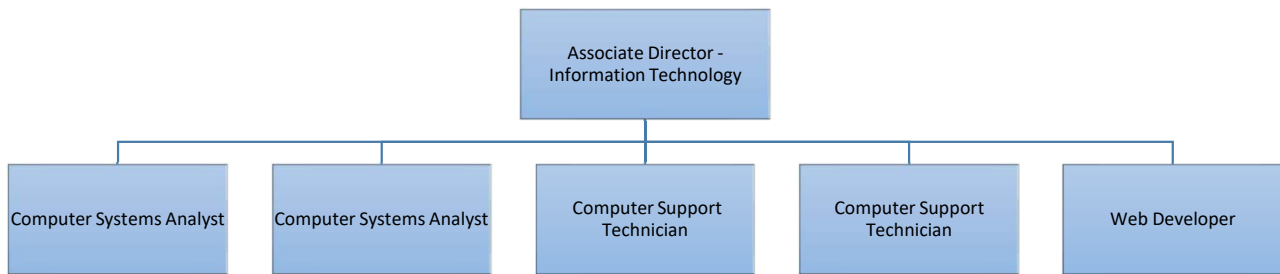 Associate Director -
Information Technology
Computer Systems Analyst
Computer Systems Analyst
Computer Support
Technician
Computer Support
Technician
Web Developer